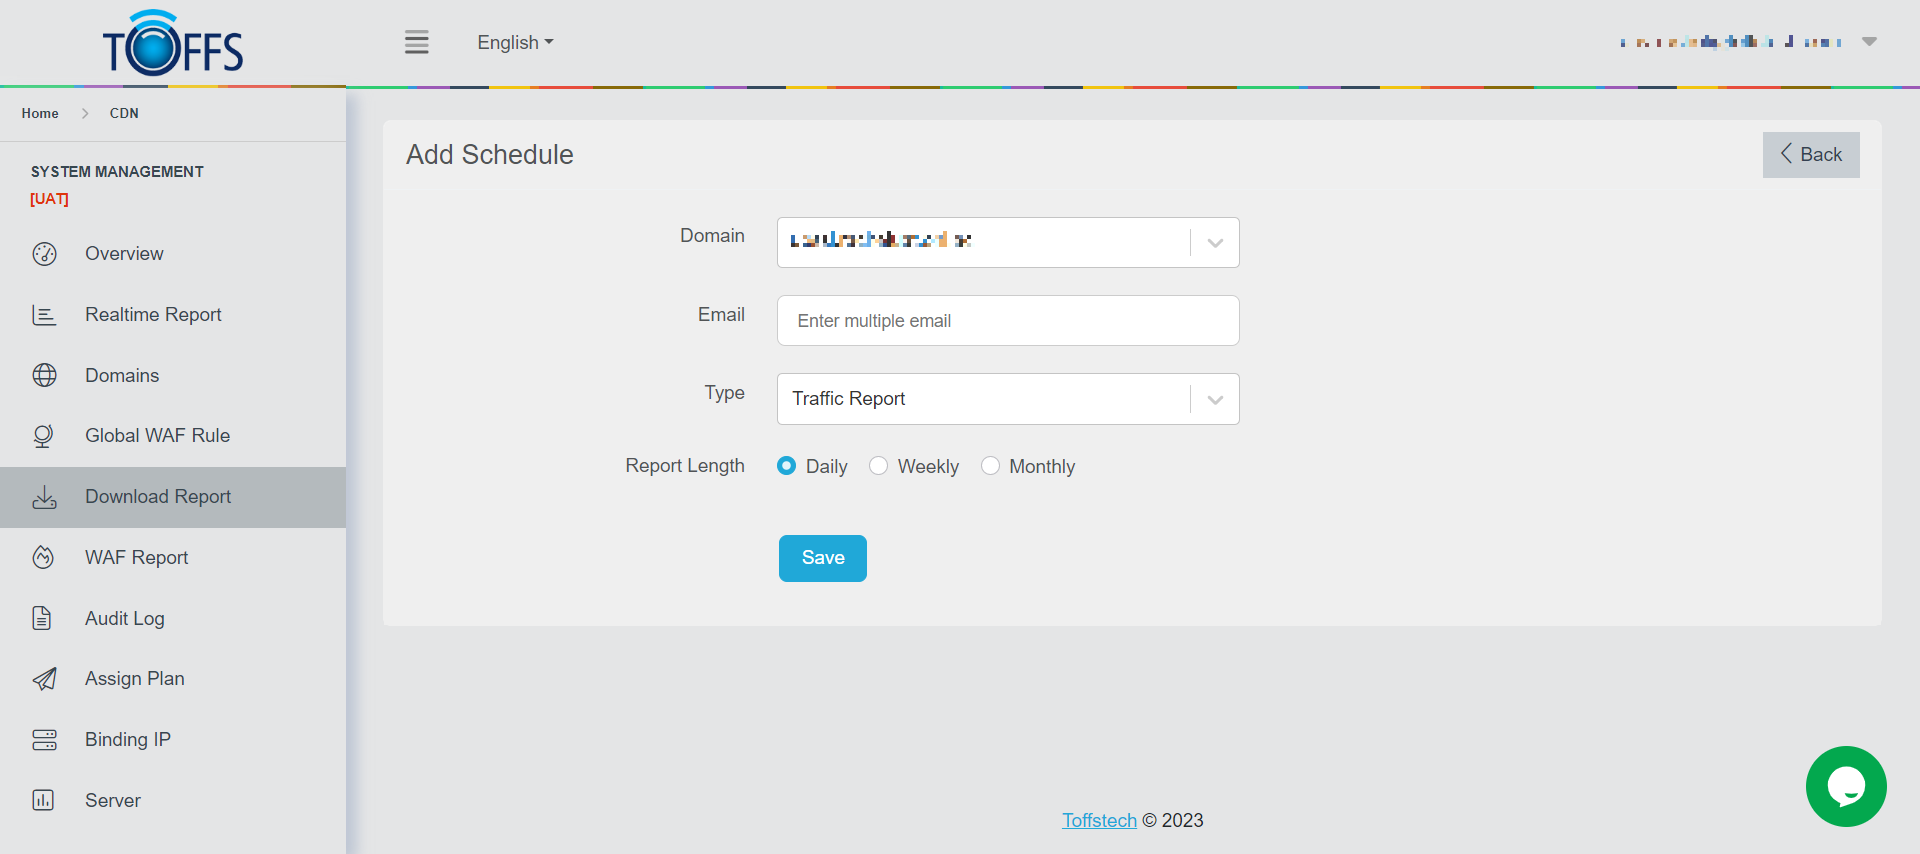 TOFFS
English
Home > CDN
SYSTEM MANAGEMENT
[UAT]
Overview
Realtime Report
Domains
Global WAF Rule
Download Report
WAF Report
Audit Log
Assign Plan
Binding IP
Server
Add Schedule
Back
Domain
Email
Enter multiple email
Type
Traffic Report
Report Length
Daily Weekly Monthly
Save
Toffstech © 2023